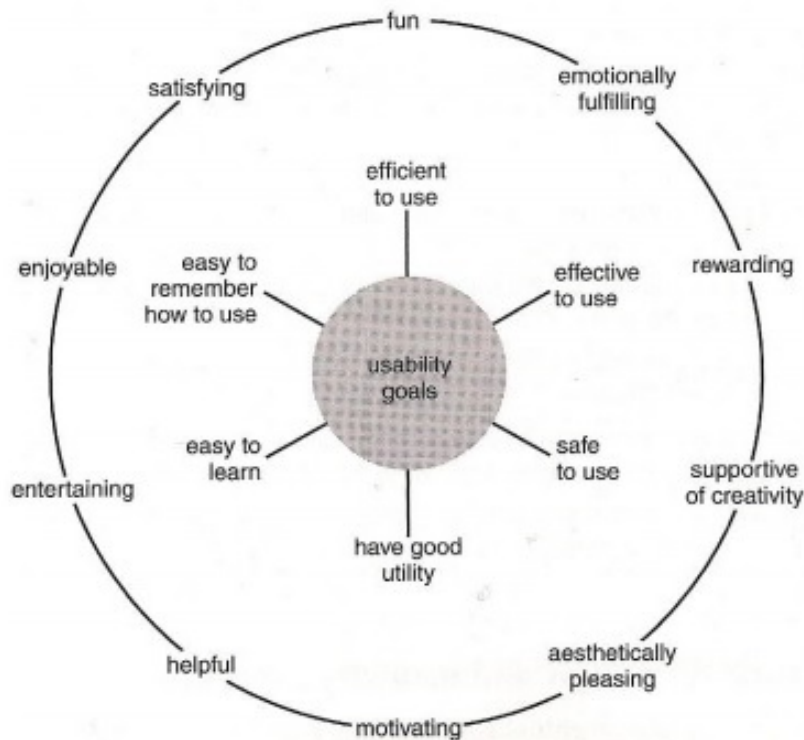 fun
emotionally
fulfilling
satisfying
efficient
to use
enjoyable
easy to
remember
how to use
effective
to use
rewarding
usability
goals
easy to
learn
safe
to use
entertaining
supportive
of creativity
have good
utility
helpful
aesthetically
pleasing
motivating